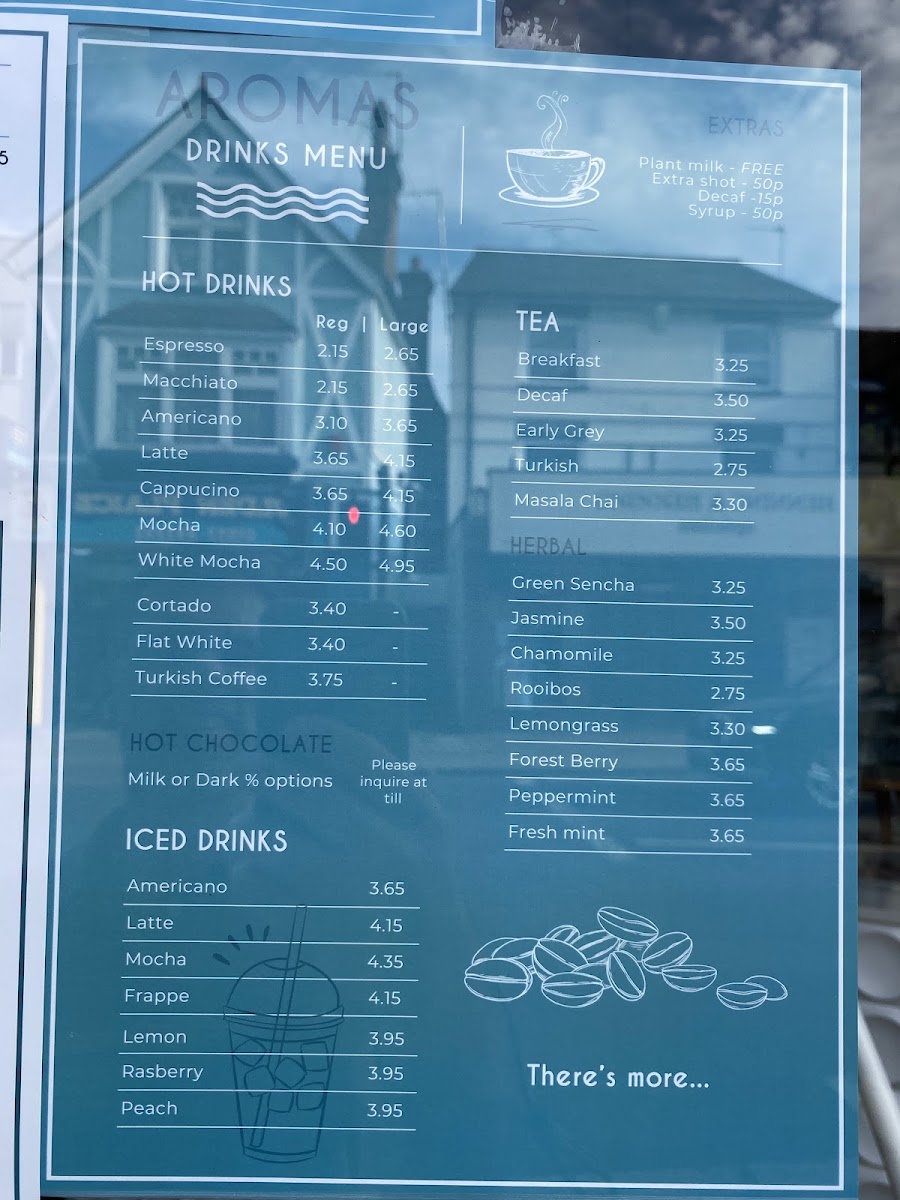 AROMAS
DRINKS MENU
EXTRAS
Plant milk - FREE
Extra shot - 50p
Decaf -15p
Syrup - 50p
HOT DRINKS
Reg | Large
Espresso 2.15 2.65
Macchiato 2.15 2.65
Americano 3.10 3.65
Latte 3.65 4.15
Cappucino 3.65 4.15
Mocha 4.10 4.60
White Mocha 4.50 4.95
Cortado 3.40 -
Flat White 3.40 -
Turkish Coffee 3.75 -
HOT CHOCOLATE
Milk or Dark % options
Please
inquire at
till
ICED DRINKS
Americano 3.65
Latte 4.15
Mocha 4.35
Frappe 4.15
Lemon 3.95
Rasberry 3.95
Peach 3.95
TEA
Breakfast 3.25
Decaf 3.50
Early Grey 3.25
Turkish 2.75
Masala Chai 3.30
HERBAL
Green Sencha 3.25
Jasmine 3.50
Chamomile 3.25
Rooibos 2.75
Lemongrass 3.30
Forest Berry 3.65
Peppermint 3.65
Fresh mint 3.65
There's more...